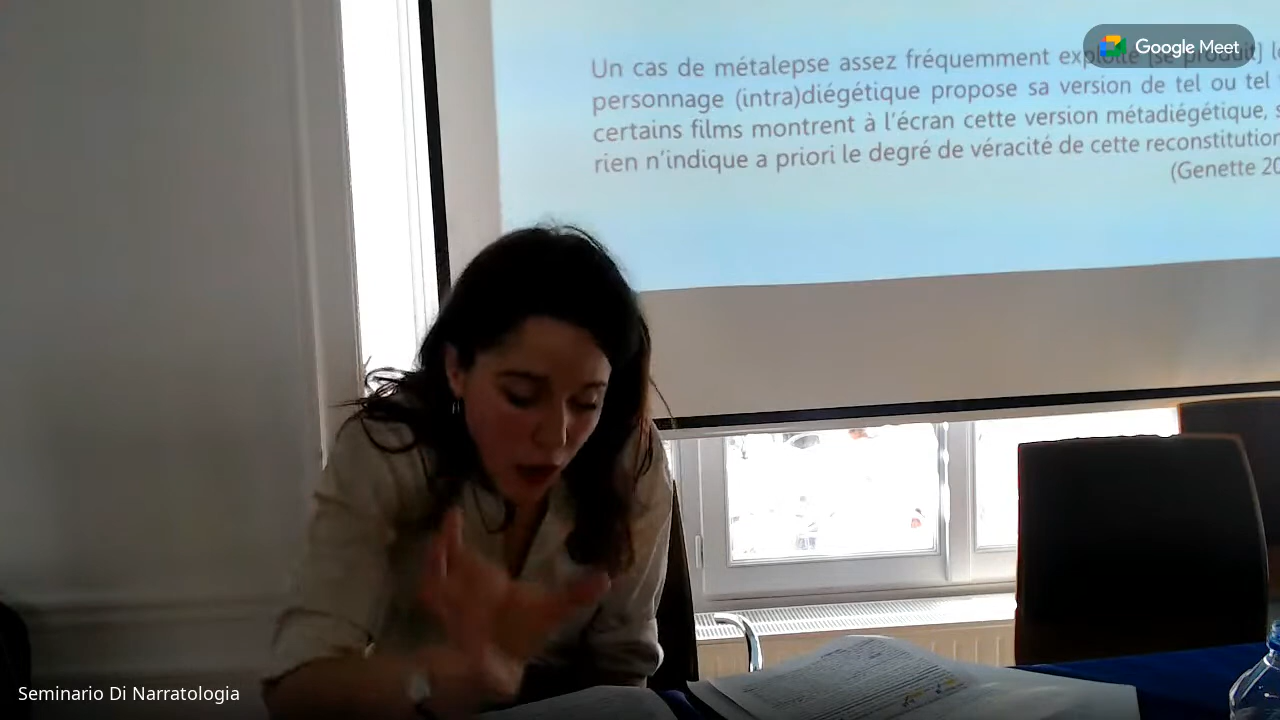 Google Meet
Un cas de métalepse assez fréquemment exploité [se produit] l
personnage (intra)diégétique propose sa version de tel ou tel
certains films montrent à l'écran cette version métadiégétique, s
rien n'indique a priori le degré de véracité de cette reconstitution
(Genette 20
Seminario Di Narratologia